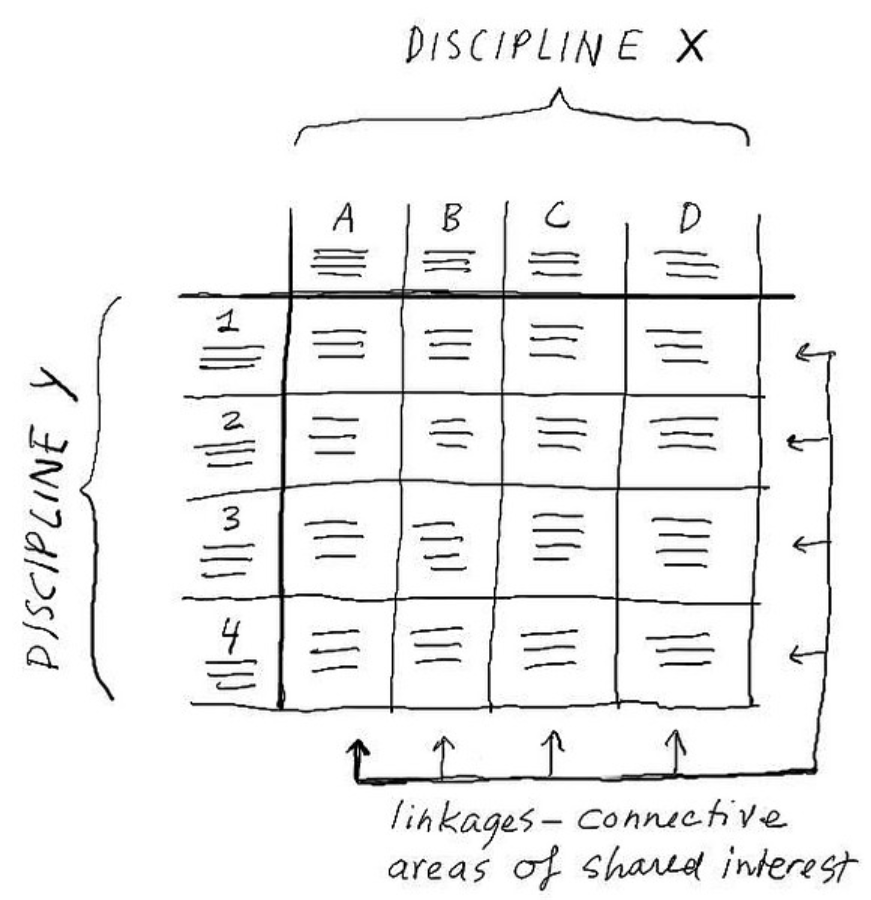 DISCIPLINE X
A B C D
1
2
3
4
DISCIPLINE Y
linkages – connective
areas of shared interest